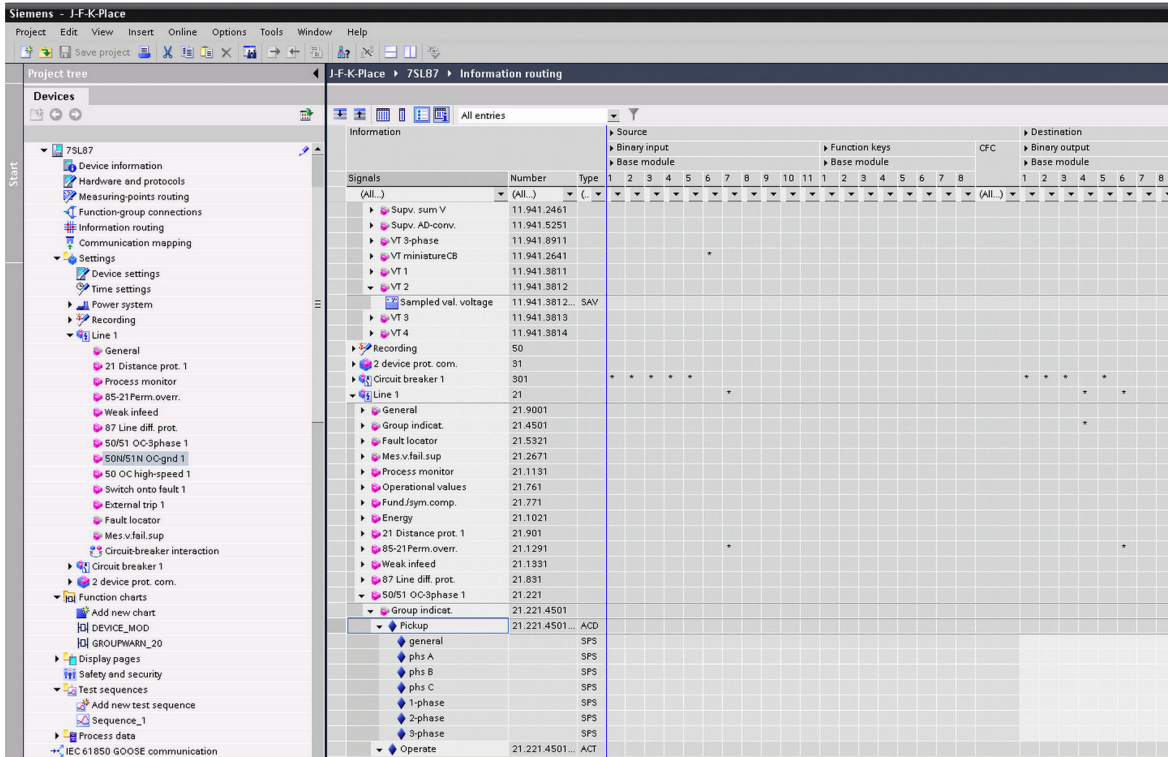 Siemens - J-F-K-Place
Project Edit View Insert Online Options Tools Window Help
Save project
Project tree
J-F-K-Place 7SL87 Information routing
Devices
All entries
Start
7SL87
Device information
Hardware and protocols
Measuring-points routing
Function-group connections
Information routing
Communication mapping
Settings
Device settings
Time settings
Power system
Recording
Line 1
General
21 Distance prot. 1
Process monitor
85-21Perm.overr.
Weak infeed
87 Line diff. prot.
50/51 OC-3phase 1
50N/51N OC-gnd 1
50 OC high-speed 1
Switch onto fault 1
External trip 1
Fault locator
Mes.v.fail.sup
Circuit-breaker interaction
Circuit breaker 1
2 device prot. com.
Function charts
Add new chart
DEVICE_MOD
GROUPWARN_20
Display pages
Safety and security
Test sequences
Add new test sequence
Sequence_1
Process data
IEC 61850 GOOSE communication
Information Source Destination
Binary input Function keys CFC Binary output
Base module Base module Base module
Signals Number Type 1 2 3 4 5 6 7 8 9 10 11 1 2 3 4 5 6 7 8 1 2 3 4 5 6 7 8
(All...) (All...) (.. (All...)
Supv. sum V 11.941.2461
Supv. AD-conv. 11.941.5251
VT 3-phase 11.941.8911
VT miniatureCB 11.941.2641 *
VT 1 11.941.3811
VT 2 11.941.3812
Sampled val. voltage 11.941.3812... SAV
VT 3 11.941.3813
VT 4 11.941.3814
Recording 50
2 device prot. com. 31
Circuit breaker 1 301 * * * * * * * * *
Line 1 21 * * *
General 21.9001
Group indicat. 21.4501 *
Fault locator 21.5321
Mes.v.fail.sup 21.2671
Process monitor 21.1131
Operational values 21.761
Fund./sym.comp. 21.771
Energy 21.1021
21 Distance prot. 1 21.901
85-21Perm.overr. 21.1291 * *
Weak infeed 21.1331
87 Line diff. prot. 21.831
50/51 OC-3phase 1 21.221
Group indicat. 21.221.4501
Pickup 21.221.4501... ACD
general SPS
phs A SPS
phs B SPS
phs C SPS
1-phase SPS
2-phase SPS
3-phase SPS
Operate 21.221.4501... ACT